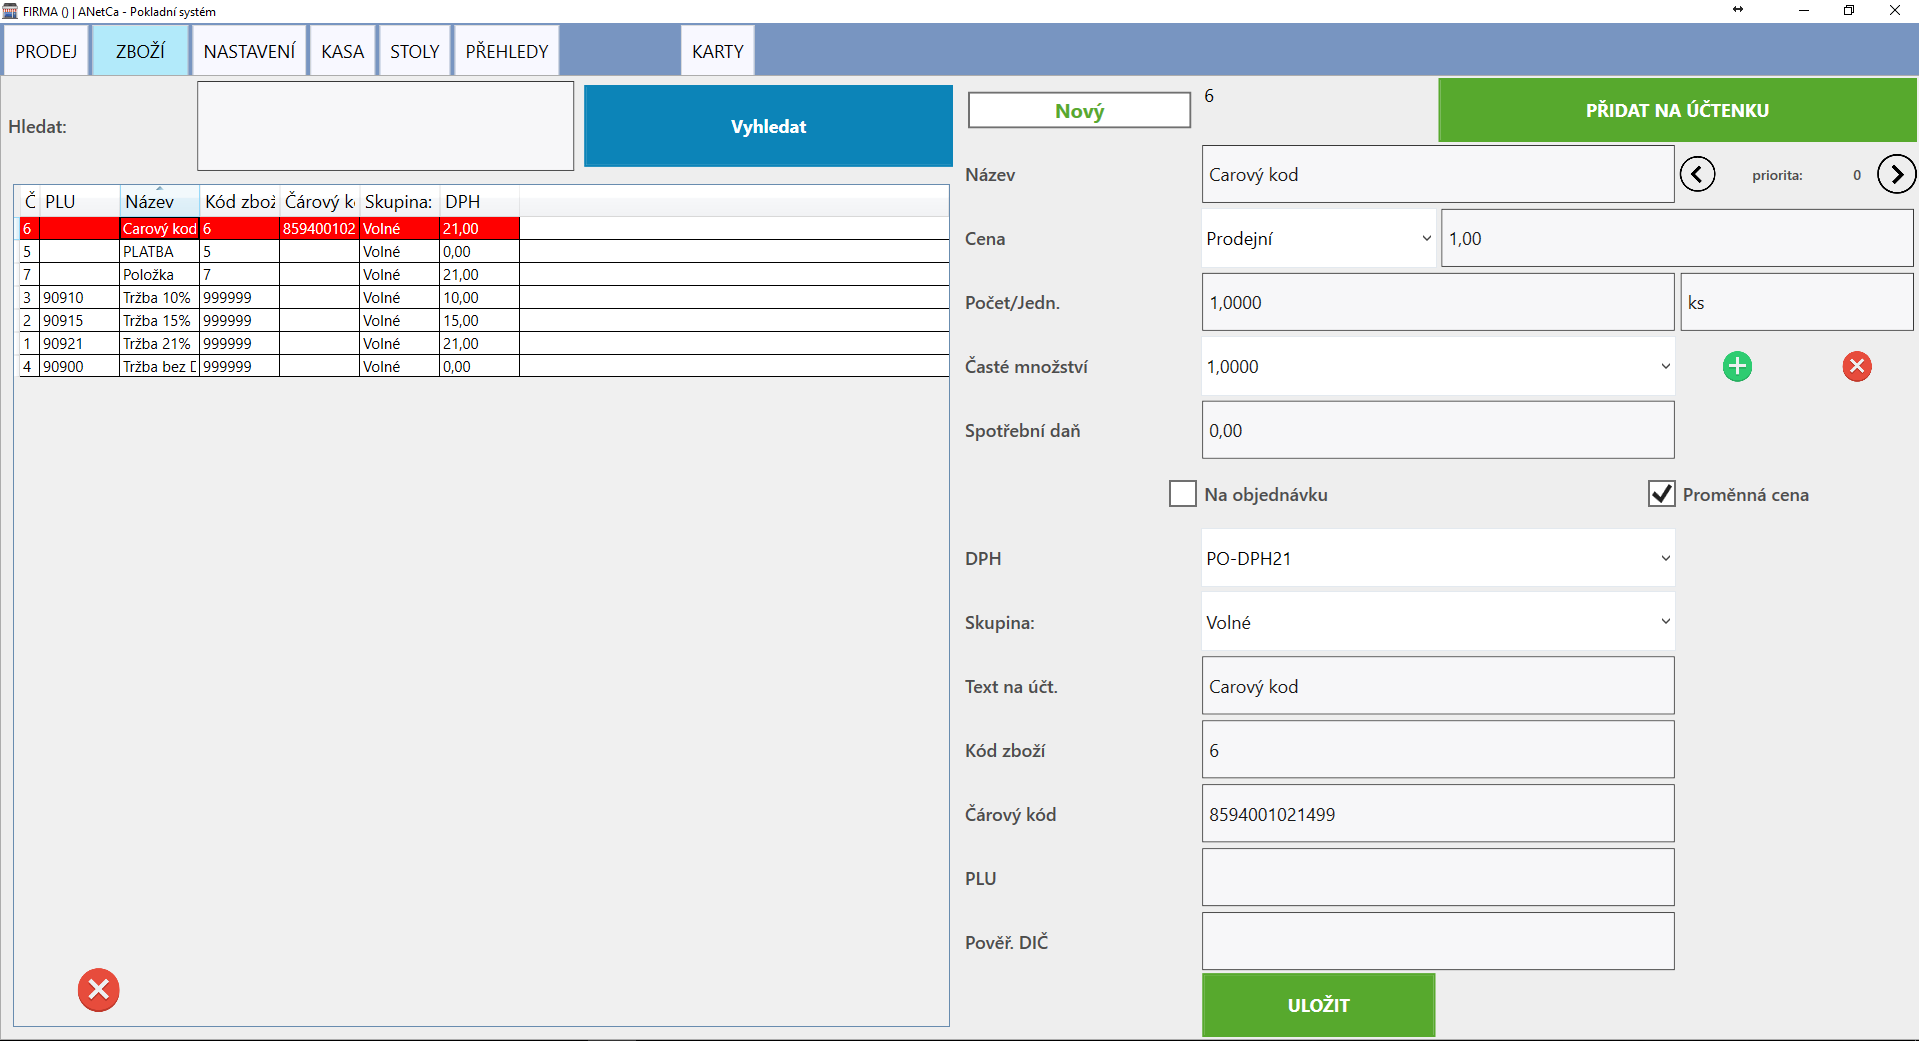 FIRMA () | ANetCa - Pokladní systém
PRODEJ ZBOŽÍ NASTAVENÍ KASA STOLY PŘEHLEDY KARTY
Hledat: Vyhledat
Č PLU Název Kód zbož Čárový k Skupina: DPH
6 Carový kod 6 859400102 Volné 21,00
5 PLATBA 5 Volné 0,00
7 Položka 7 Volné 21,00
3 90910 Tržba 10% 999999 Volné 10,00
2 90915 Tržba 15% 999999 Volné 15,00
1 90921 Tržba 21% 999999 Volné 21,00
4 90900 Tržba bez D 999999 Volné 0,00
Nový 6 PŘIDAT NA ÚČTENKU
Název Carový kod priorita: 0
Cena Prodejní 1,00
Počet/Jedn. 1,0000 ks
Časté množství 1,0000
Spotřební daň 0,00
Na objednávku Proměnná cena
DPH PO-DPH21
Skupina: Volné
Text na účt. Carový kod
Kód zboží 6
Čárový kód 8594001021499
PLU
Pověř. DIČ
ULOŽIT